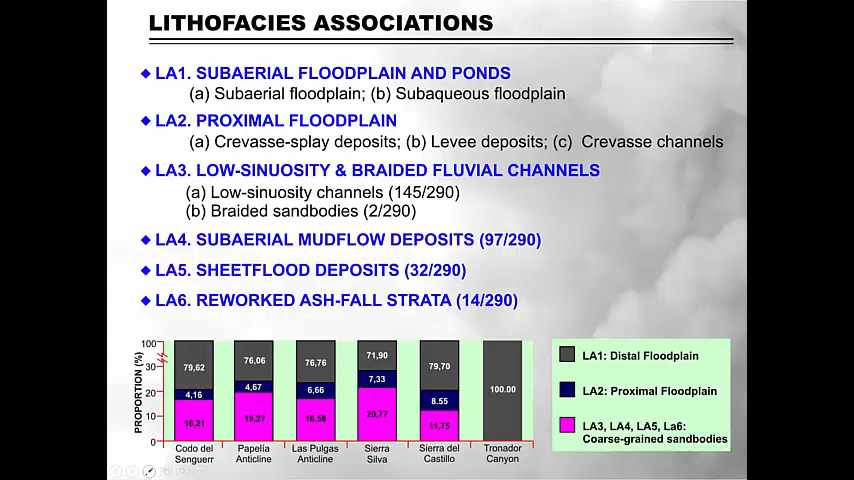 LITHOFACIES ASSOCIATIONS
LA1. SUBAERIAL FLOODPLAIN AND PONDS
(a) Subaerial floodplain; (b) Subaqueous floodplain
LA2. PROXIMAL FLOODPLAIN
(a) Crevasse-splay deposits; (b) Levee deposits; (c) Crevasse channels
LA3. LOW-SINUOSITY & BRAIDED FLUVIAL CHANNELS
(a) Low-sinuosity channels (145/290)
(b) Braided sandbodies (2/290)
LA4. SUBAERIAL MUDFLOW DEPOSITS (97/290)
LA5. SHEETFLOOD DEPOSITS (32/290)
LA6. REWORKED ASH-FALL STRATA (14/290)
PROPORTION (%)
100
30
20
10
0
79,62 76,06 76,76 71,90 79,70 100.00
4,16 4,67 6,66 7,33 8.55
16,21 19,27 16,58 20,77 11,75
Codo del Senguerr
Papelía Anticline
Las Pulgas Anticline
Sierra Silva
Sierra del Castillo
Tronador Canyon
LA1: Distal Floodplain
LA2: Proximal Floodplain
LA3, LA4, LA5, La6:
Coarse-grained sandbodies